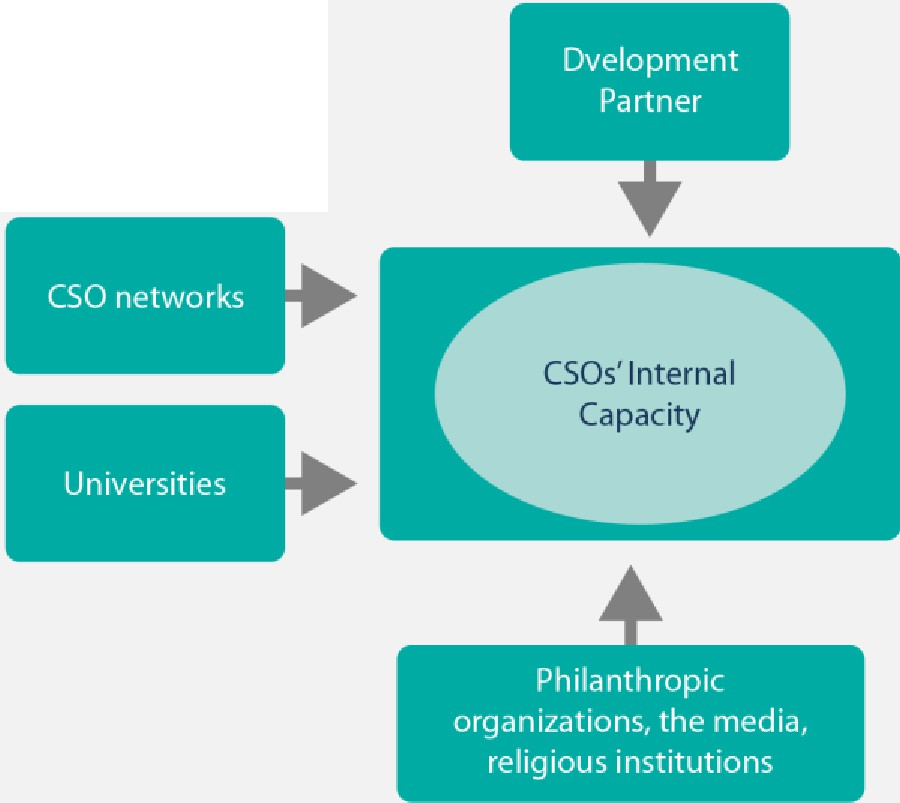 Dvelopment
Partner
CSO networks
CSOs’ Internal
Capacity
Universities
Philanthropic
organizations, the media,
religious institutions